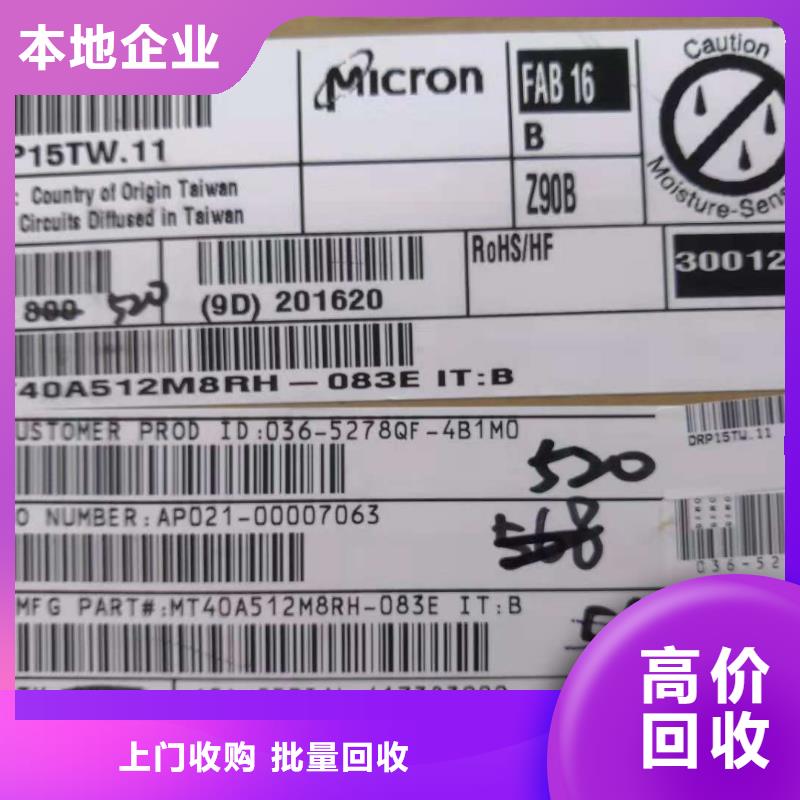 本地企业
Micron
FAB 16
B
Caution
P15TW.11
Country of Origin Taiwan
Circuits Diffused in Taiwan
Z90B
Moisture-Sens
RoHS/HF
30012
800 520
(9D) 201620
T40A512M8RH-083E IT:B
USTOMER PROD ID:036-5278QF-4B1M0
DRP15TW.11
520
O NUMBER:AP021-00007063
568
036-52
MFG PART#:MT40A512M8RH-083E IT:B
高价
回收
上门收购 批量回收